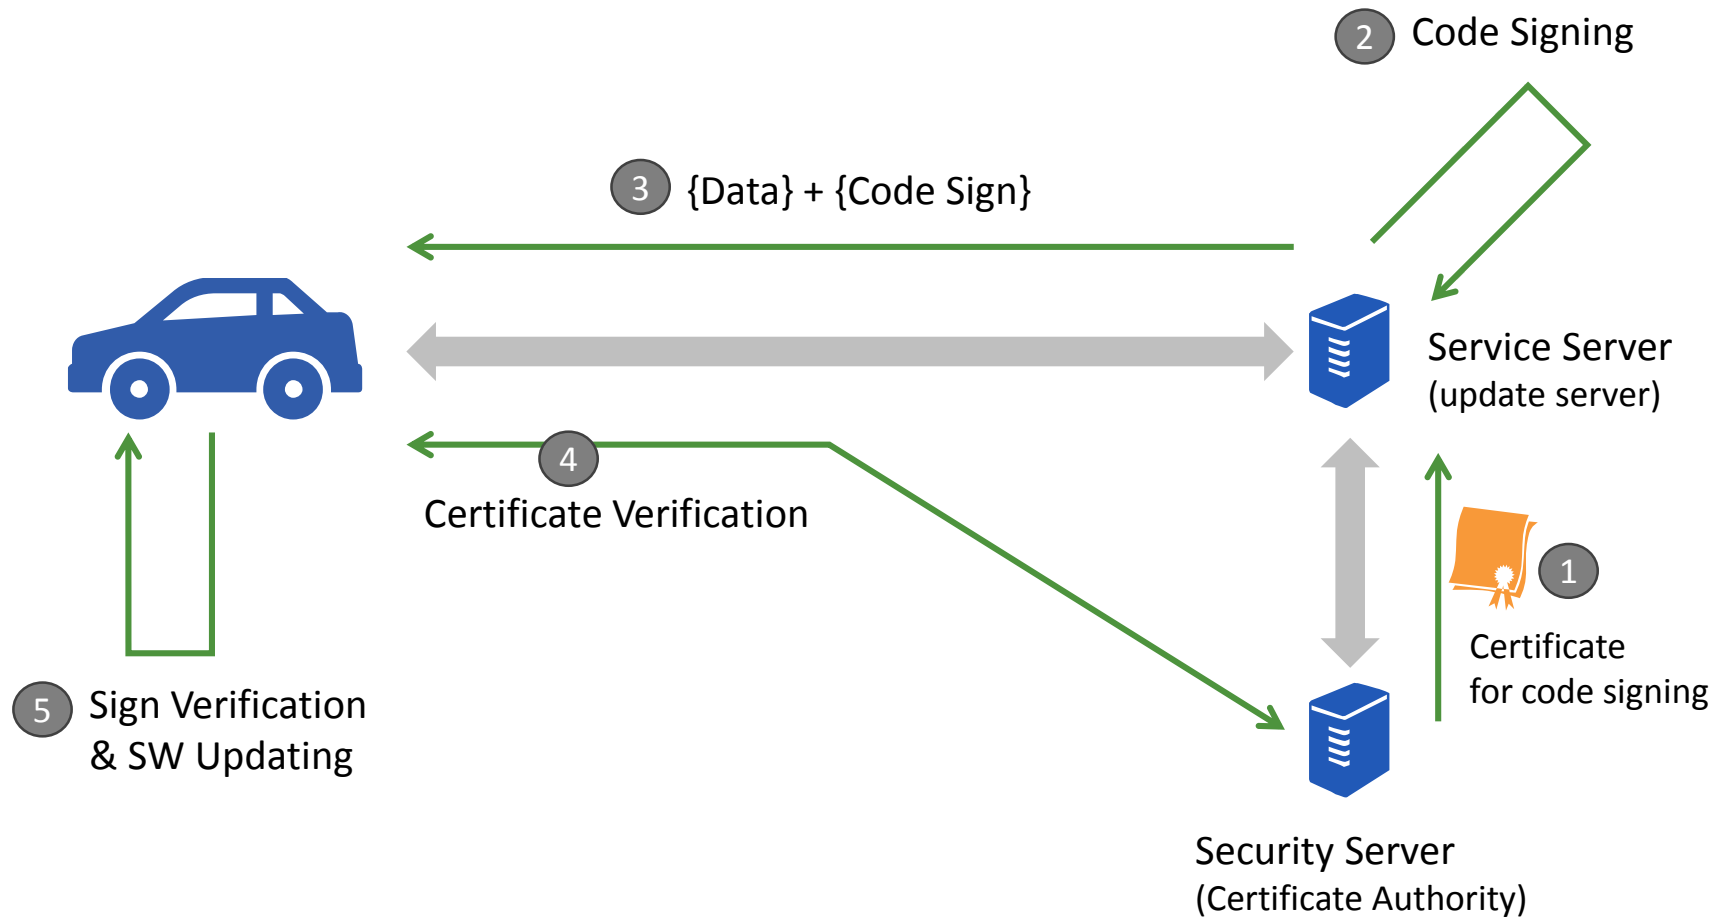 2 Code Signing
3 {Data} + {Code Sign}
Service Server
(update server)
4
Certificate Verification
1
Certificate
for code signing
5 Sign Verification
& SW Updating
Security Server
(Certificate Authority)